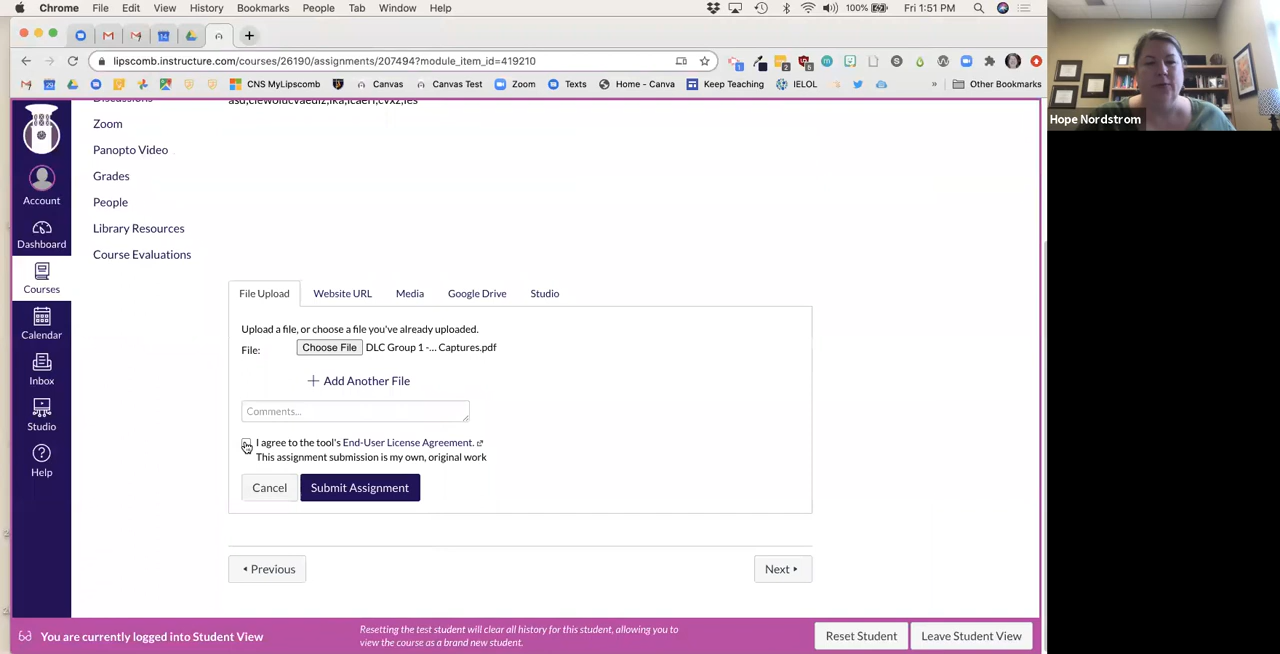 Chrome File Edit View History Bookmarks People Tab Window Help 100% Fri 1:51 PM
lipscomb.instructure.com/courses/26190/assignments/207494?module_item_id=419210
CNS MyLipscomb Canvas Canvas Test Zoom Texts Home - Canva Keep Teaching IELOL » Other Bookmarks
Hope Nordstrom
Zoom
Panopto Video
Grades
People
Library Resources
Course Evaluations
Account
Dashboard
Courses
Calendar
Inbox
Studio
Help
File Upload Website URL Media Google Drive Studio
Upload a file, or choose a file you've already uploaded.
File: Choose File DLC Group 1 -... Captures.pdf
Add Another File
Comments...
I agree to the tool's End-User License Agreement.
This assignment submission is my own, original work
Cancel Submit Assignment
Previous Next
You are currently logged into Student View
Resetting the test student will clear all history for this student, allowing you to
view the course as a brand new student.
Reset Student Leave Student View